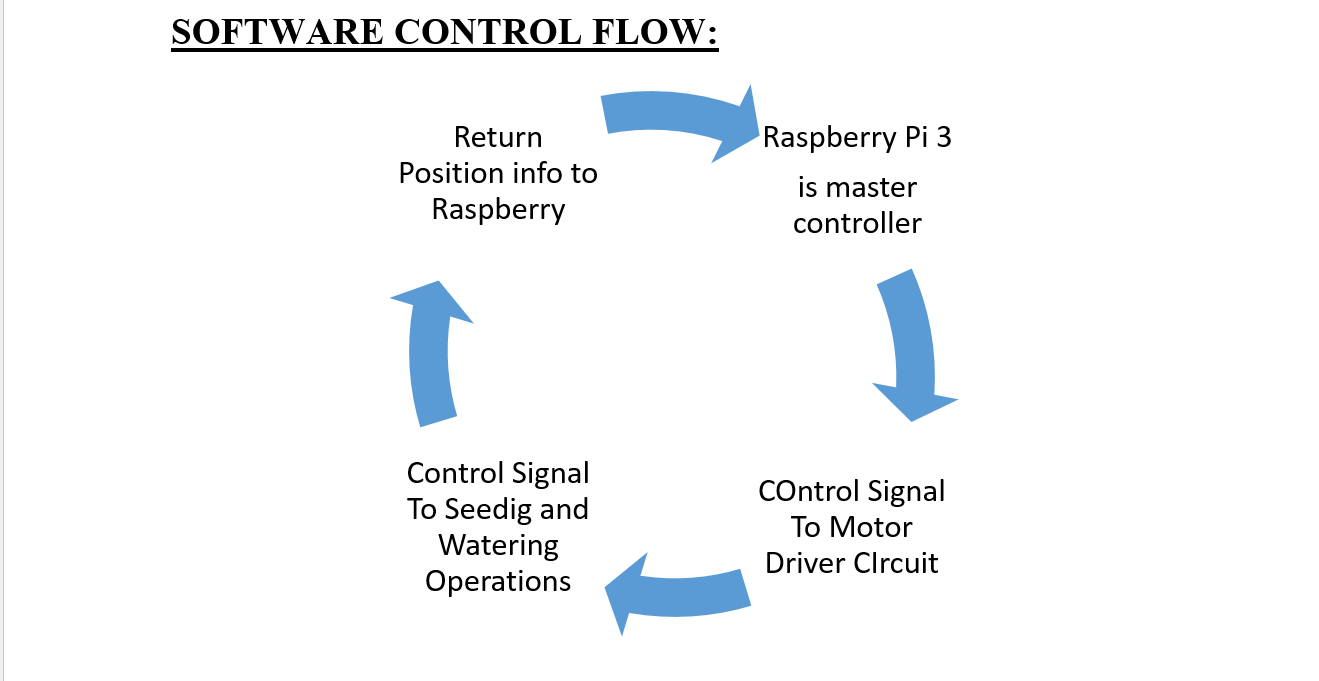 SOFTWARE CONTROL FLOW:
Return
Position info to
Raspberry
Raspberry Pi 3
is master
controller
COntrol Signal
To Motor
Driver CIrcuit
Control Signal
To Seedig and
Watering
Operations